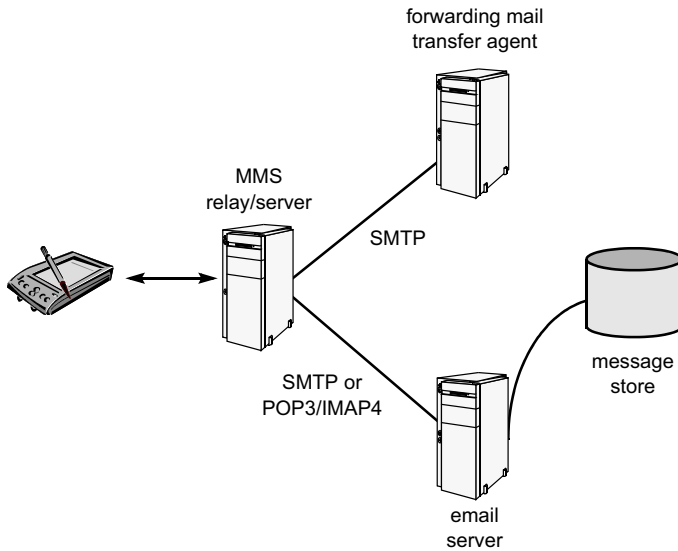 forwarding mail
transfer agent
MMS
relay/server
SMTP
SMTP or
POP3/IMAP4
message
store
email
server